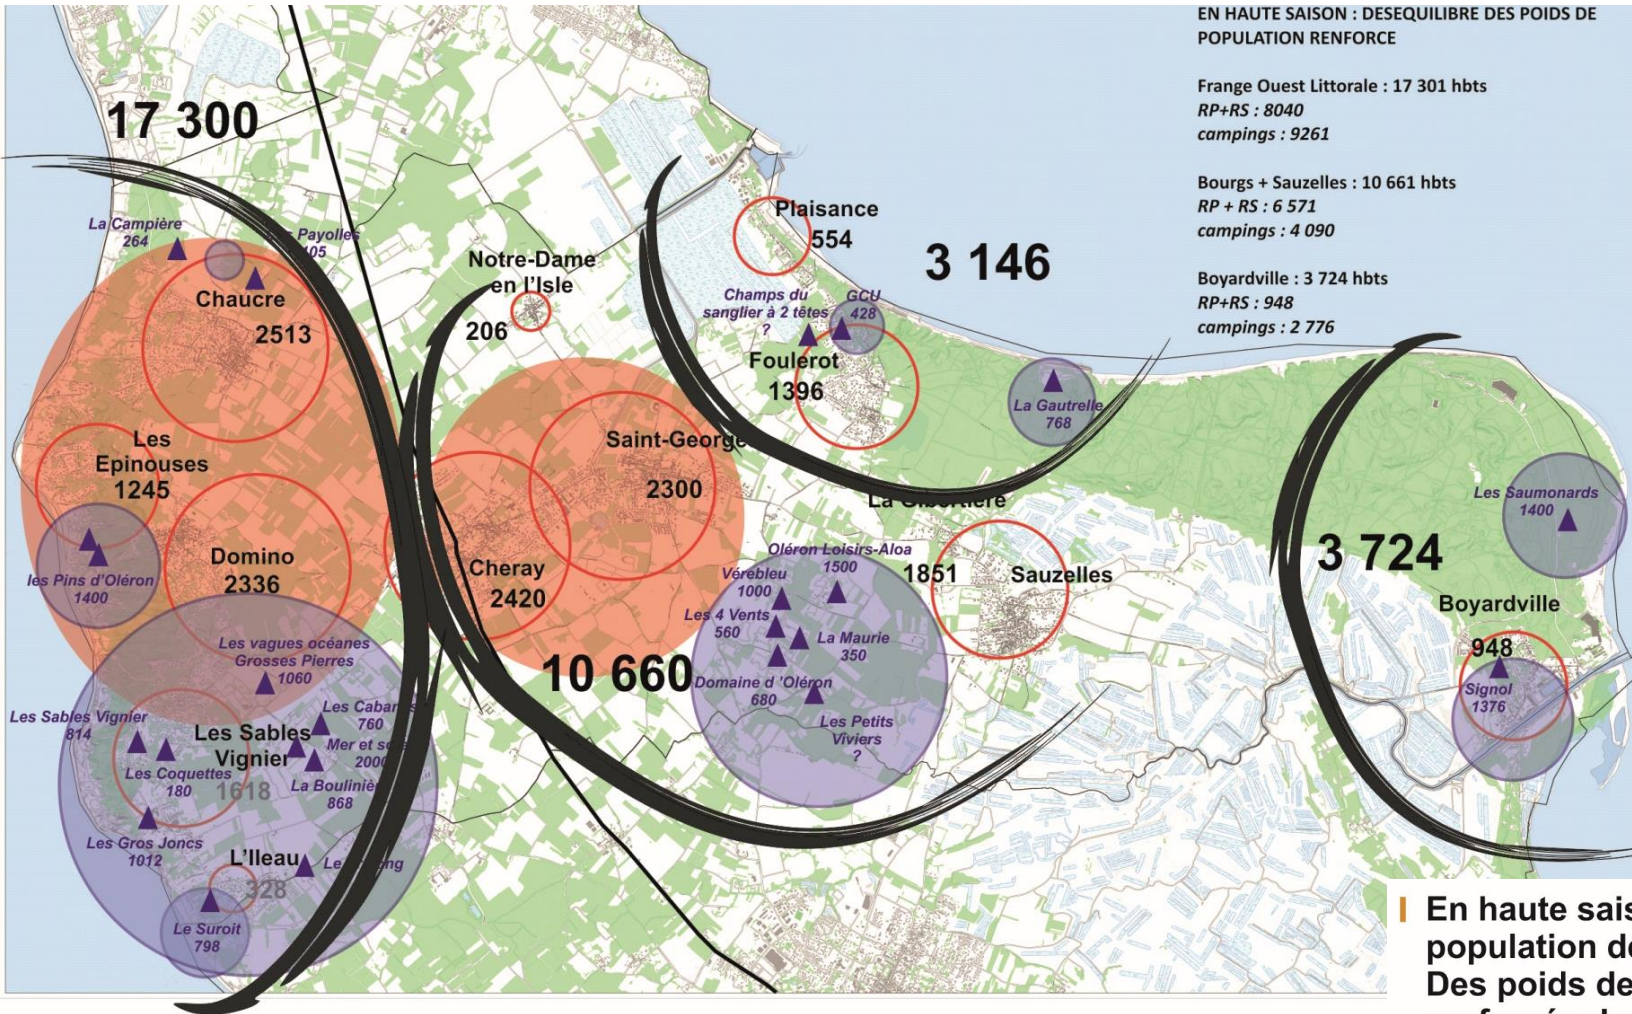 EN HAUTE SAISON : DESEQUILIBRE DES POIDS DE
POPULATION RENFORCE
Frange Ouest Littorale : 17 301 hbts
RP+RS : 8040
campings : 9261
Bourgs + Sauzelles : 10 661 hbts
RP + RS : 6 571
campings : 4 090
Boyardville : 3 724 hbts
RP+RS : 948
campings : 2 776
17 300
La Campière
264
Payolles
Chaucre
2513
Notre-Dame
en l'Isle
206
Plaisance
554
3 146
Champs du
sanglier à 2 têtes
?
GCU
428
Foulerot
1396
La Gautrelle
768
Les
Epinouses
1245
les Pins d'Oléron
1400
Domino
2336
Saint-George
2300
Cheray
2420
10 660
La Gibertière
Oléron Loisirs-Aloa
1500
Vérebleu
1000
Les 4 Vents
560
La Maurie
350
Domaine d 'Oléron
680
Les Petits
Viviers
?
1851
Sauzelles
3 724
Les Saumonards
1400
Boyardville
948
Signol
1376
Les vagues océanes
Grosses Pierres
1060
Les Sables Vignier
814
Les Sables
Vignier
1618
Les Coquettes
180
Les Caban
760
Mer et so
2000
La Boulini
868
Les Gros Joncs
1012
L'Ileau
328
Le Suroit
798
En haute sais
population de
Des poids de